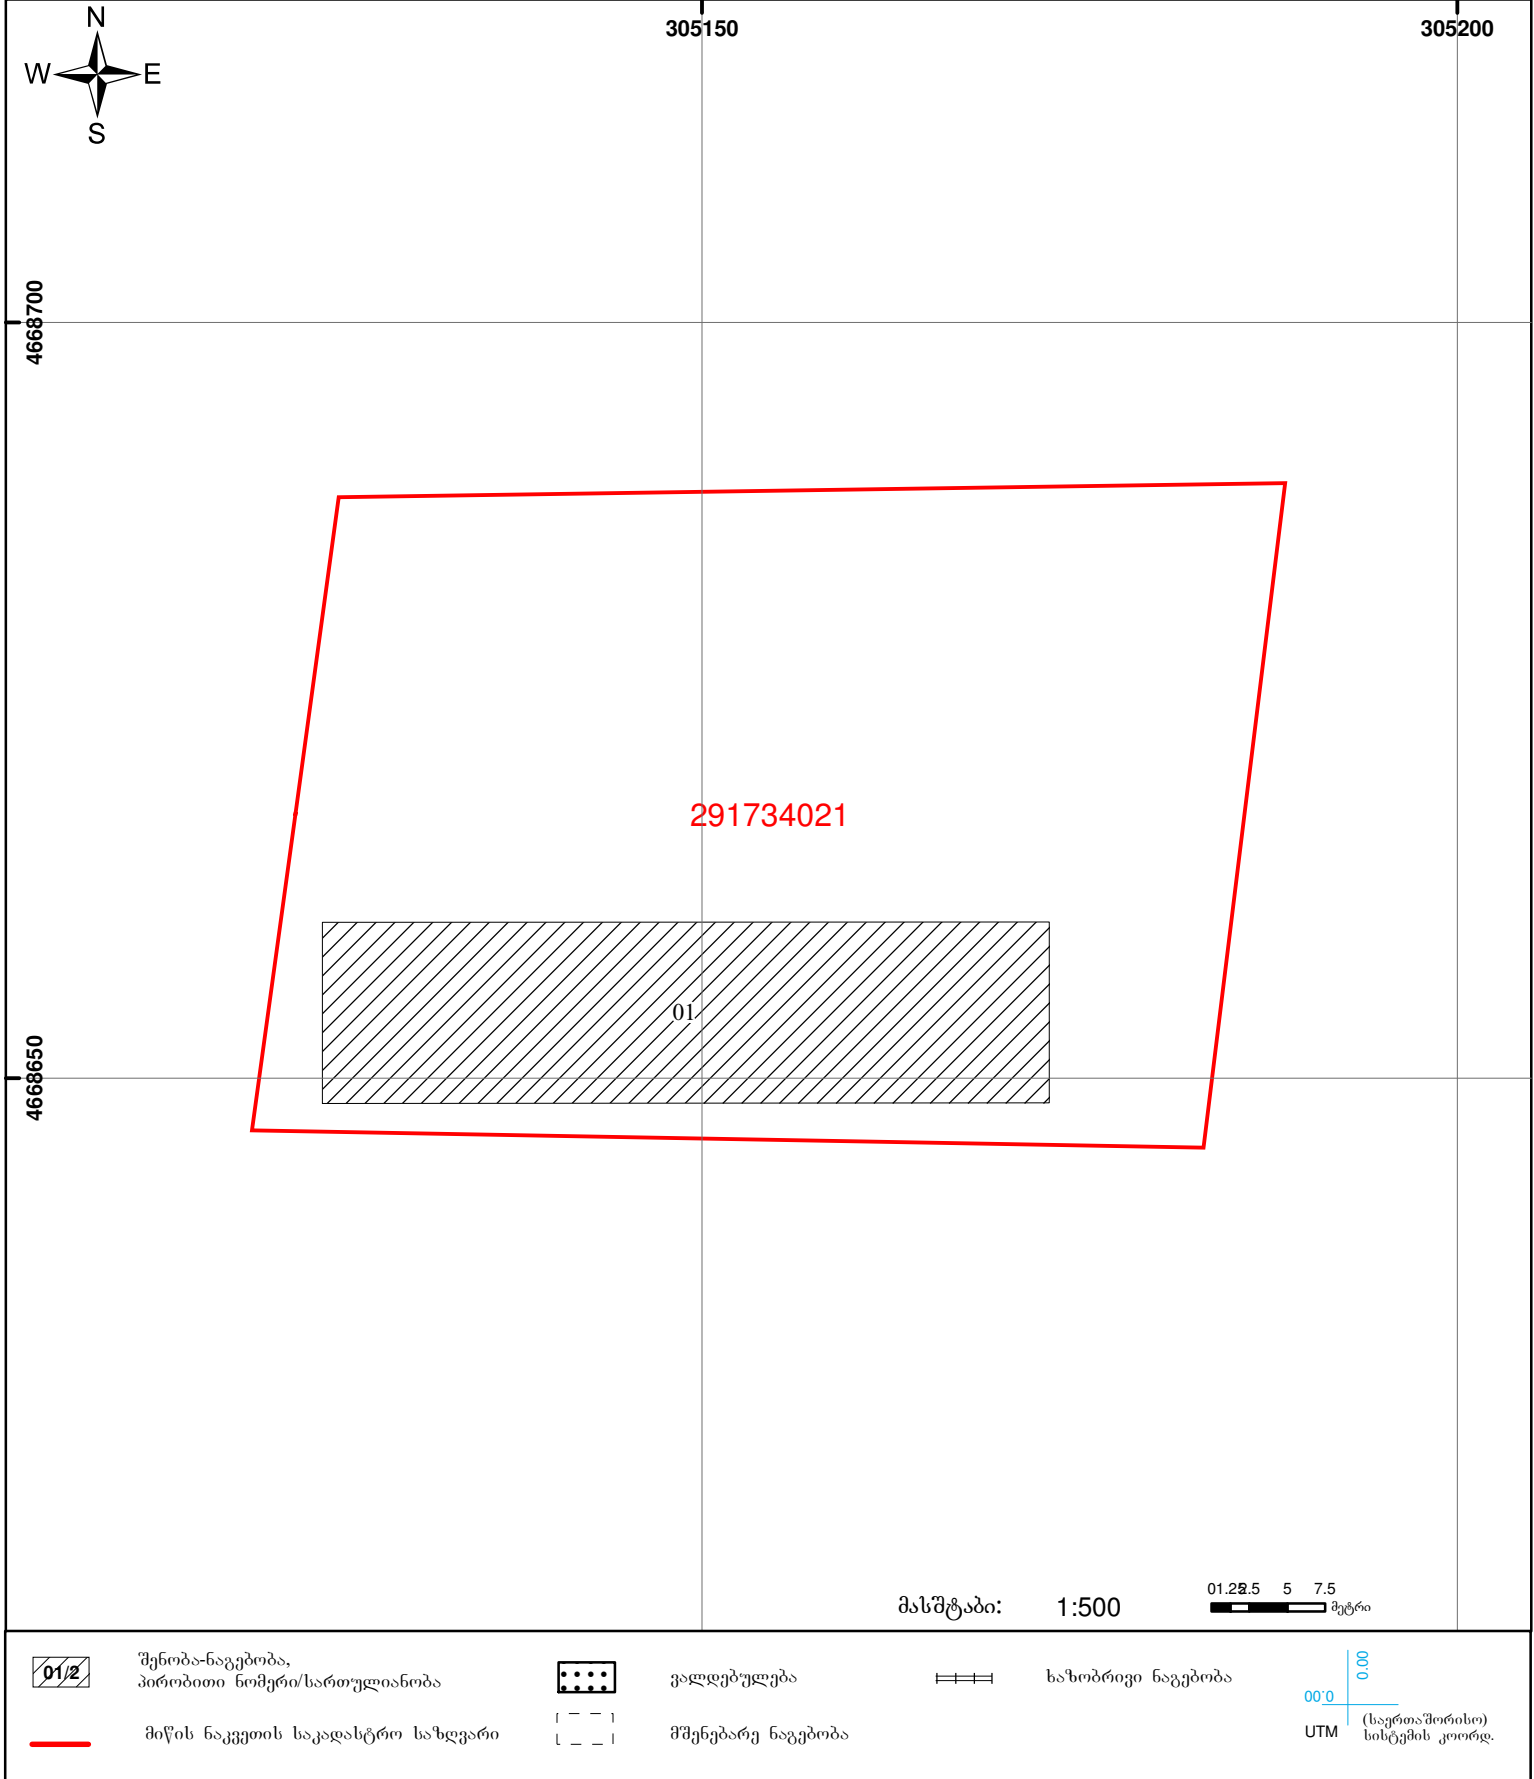 N
W E
S
305150
305200
4668700
291734021
01
4668650
მასშტაბი: 1:500
01.252.5 5 7.5
მეტრი
01/2
შენობა-ნაგებობა,
პირობითი ნომერი/სართულიანობა
ვალდებულება
ხაზობრივი ნაგებობა
მიწის ნაკვეთის საკადასტრო საზღვარი
მშენებარე ნაგებობა
0.00
0.00
UTM
(საერთაშორისო)
სისტემის კოორდ.